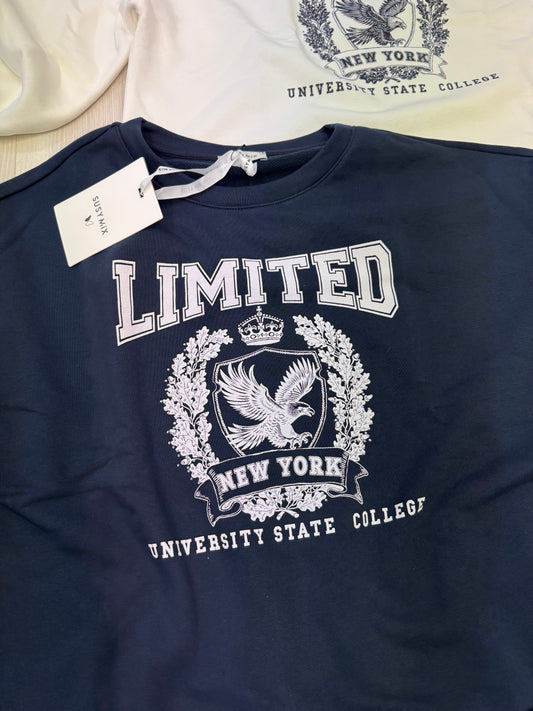 NEW YORK
UNIVERSITY STATE COLLEGE
SUSY MIX
LIMITED
NEW YORK
UNIVERSITY STATE COLLEGE